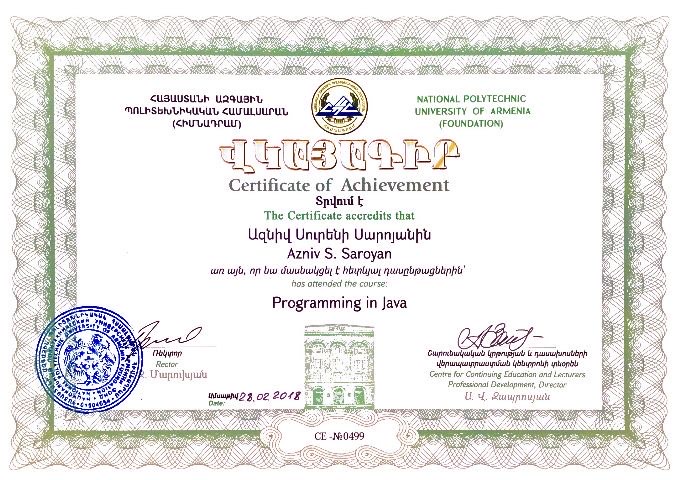 ՀԱՅԱՍՏԱՆԻ ԱԶԳԱՅԻՆ
ՊՈԼԻՏԵԽՆԻԿԱԿԱՆ ՀԱՄԱԼՍԱՐԱՆ
(ՀԻՄՆԱԴՐԱՄ)
NATIONAL POLYTECHNIC
UNIVERSITY OF ARMENIA
(FOUNDATION)
ՎԿԱՅԱԳԻՐ
Certificate of Achievement
Տրվում է
The Certificate accredits that
Ազնիվ Սուրենի Սարոյանին
Azniv S. Saroyan
առ այն, որ նա մասնակցել է հետևյալ դասընթացներին՝
has attended the course:
Programming in Java
Ռեկտոր
Rector
Մարուխյան
Ամսաթիվ 28.02.2018
Date:
Շարունակական կրթության և դասախոսների
վերապատրաստման կենտրոնի տնօրեն
Centre for Continuing Education and Lecturers
Professional Development, Director
Ա. Վ. Զապրոսյան
CE -№0499